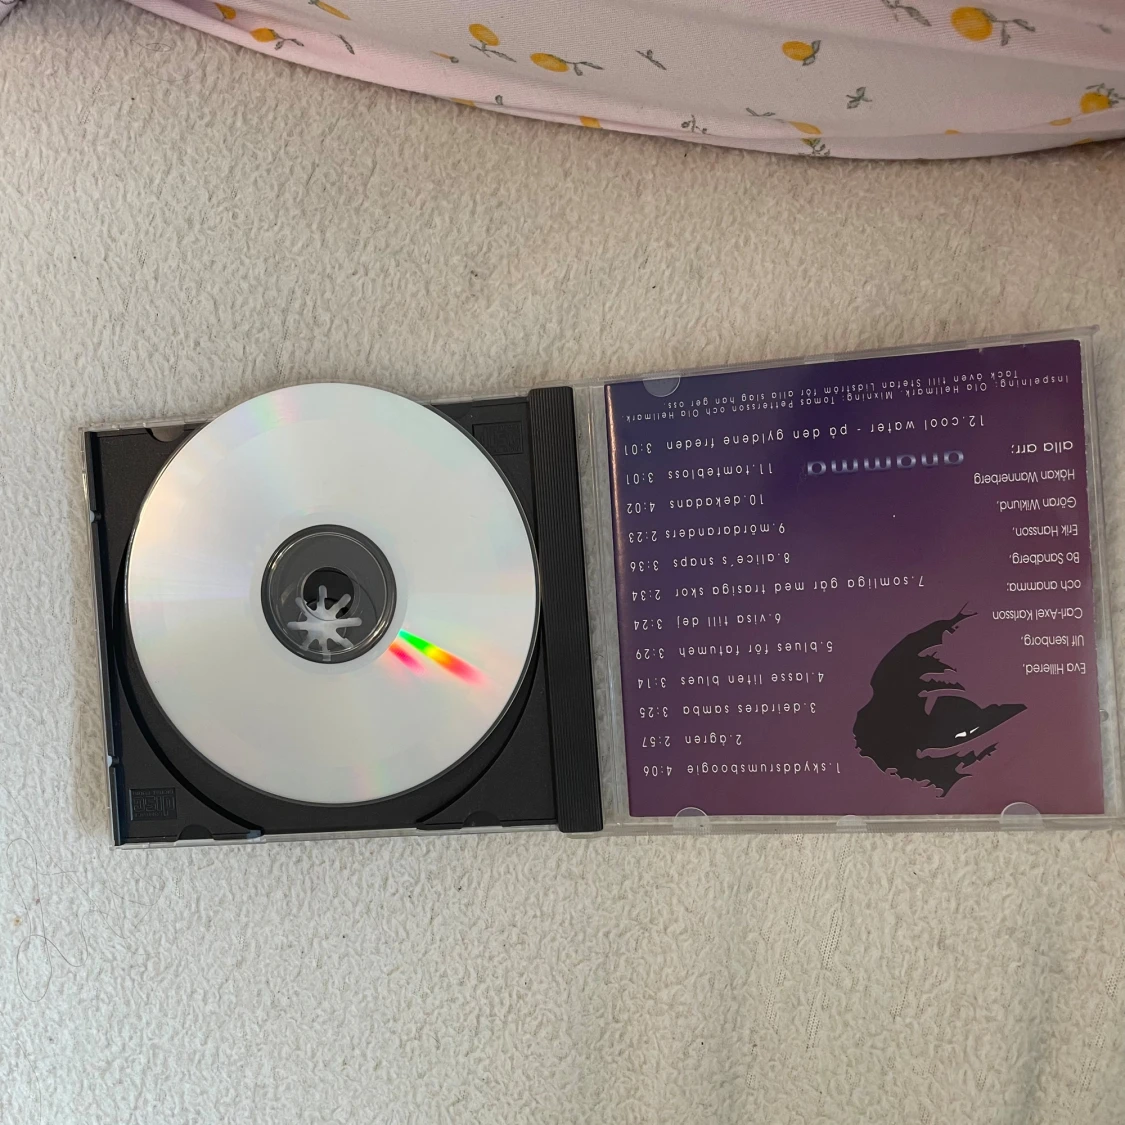 1.skyddsrumsboogie 4:06
2.ågren 2:57
3.deirdres samba 3:25
4.lasse liten blues 3:14
5.blues för fatumeh 3:29
6.visa till dej 3:24
7.somliga går med trasiga skor 2:34
8.alice's snaps 3:36
9.mördaranders 2:23
10.dekadans 4:02
11.tomtebloss 3:01
12.cool water - på den gyldene freden 3:01
Eva Hillered,
Ulf Isenborg,
Carl-Axel Karlsson
och anamma:
Bo Sandberg,
Erik Hansson,
Göran Wiklund,
Håkan Wannerberg
alla arr:
anamma
Inspelning: Ola Hellmark. Mixning: Tomas Pettersson och Ola Hellmark.
Tack även till Stefan Lidström för alla slag han ger oss.
disc